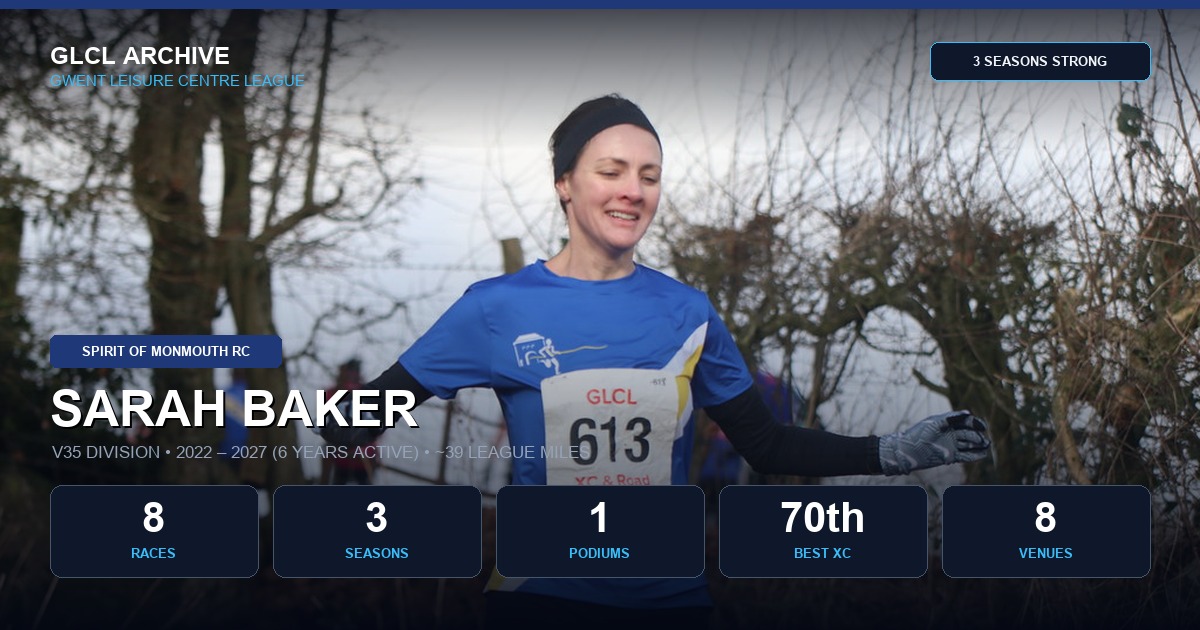 GLCL ARCHIVE
GWENT LEISURE CENTRE LEAGUE
3 SEASONS STRONG
GLCL
613
XC & Road
SPIRIT OF MONMOUTH RC
SARAH BAKER
V35 DIVISION • 2022 – 2027 (6 YEARS ACTIVE) • ~39 LEAGUE MILES
8
RACES
3
SEASONS
1
PODIUMS
70th
BEST XC
8
VENUES